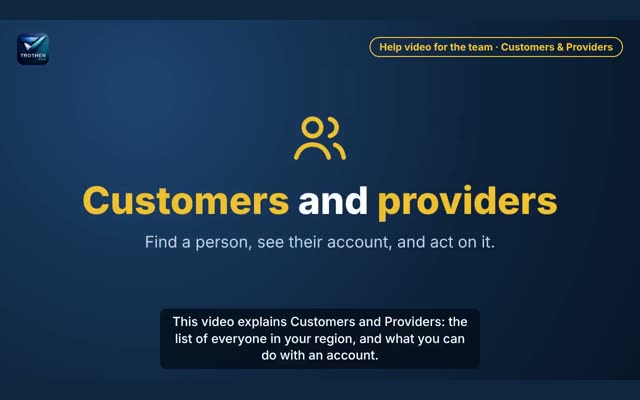 TROTHEN
Help video for the team · Customers & Providers
Customers and providers
Find a person, see their account, and act on it.
This video explains Customers and Providers: the
list of everyone in your region, and what you can
do with an account.